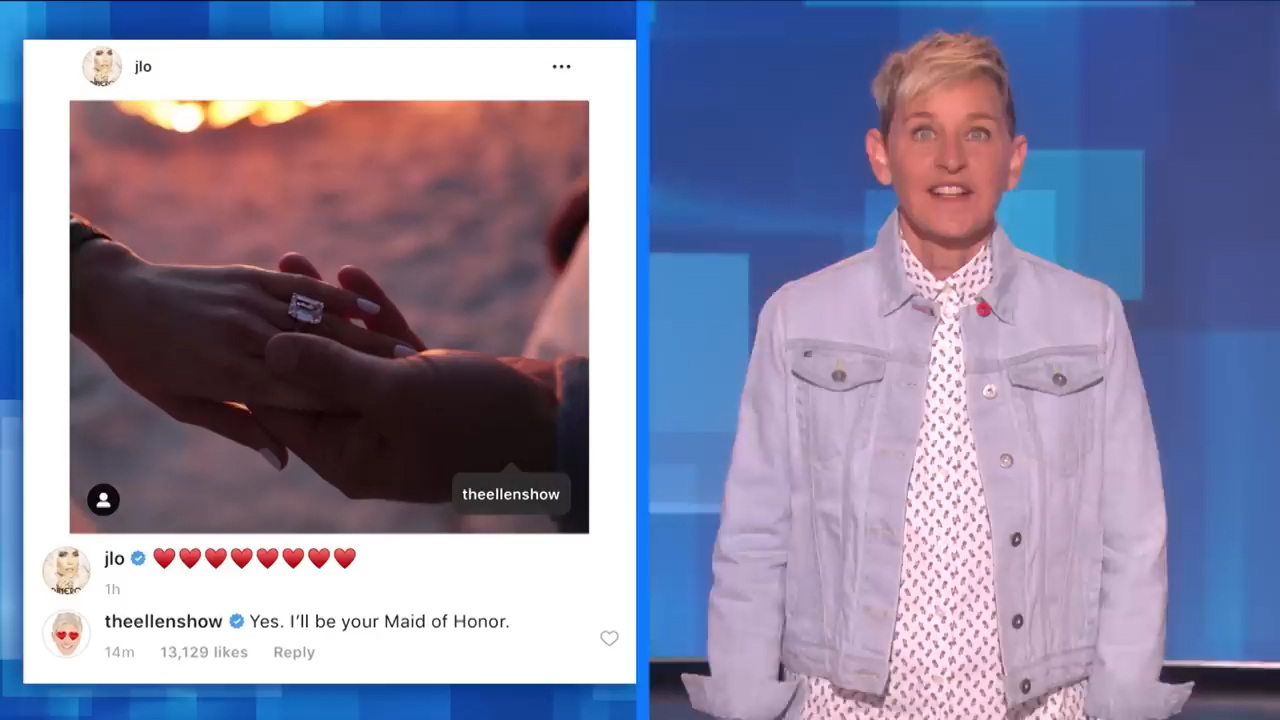 jlo
theellenshow
jlo ❤️❤️❤️❤️❤️❤️❤️❤️
1h
theellenshow Yes. I'll be your Maid of Honor.
14m 13,129 likes Reply